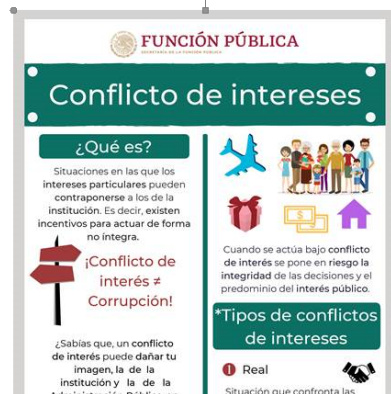 FUNCIÓN PÚBLICA
SECRETARÍA DE LA FUNCIÓN PÚBLICA
Conflicto de intereses
¿Qué es?
Situaciones en las que los
intereses particulares pueden
contraponerse a los de la
institución. Es decir, existen
incentivos para actuar de forma
no íntegra.
¡Conflicto de
interés ≠
Corrupción!
¿Sabías que, un conflicto
de interés puede dañar tu
imagen, la de la
institución y la de la
Cuando se actúa bajo conflicto
de interés se pone en riesgo la
integridad de las decisiones y el
predominio del interés público.
*Tipos de conflictos
de intereses
1 Real
Situación que confronta las